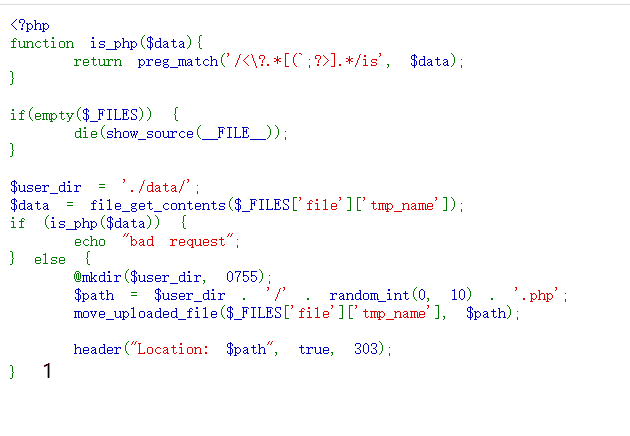 <?php
function is_php($data){
return preg_match('/<\?.*[(`;?>].*/is', $data);
}
if(empty($_FILES)) {
die(show_source(__FILE__));
}
$user_dir = './data/';
$data = file_get_contents($_FILES['file']['tmp_name']);
if (is_php($data)) {
echo "bad request";
} else {
@mkdir($user_dir, 0755);
$path = $user_dir . '/' . random_int(0, 10) . '.php';
move_uploaded_file($_FILES['file']['tmp_name'], $path);
header("Location: $path", true, 303);
} 1